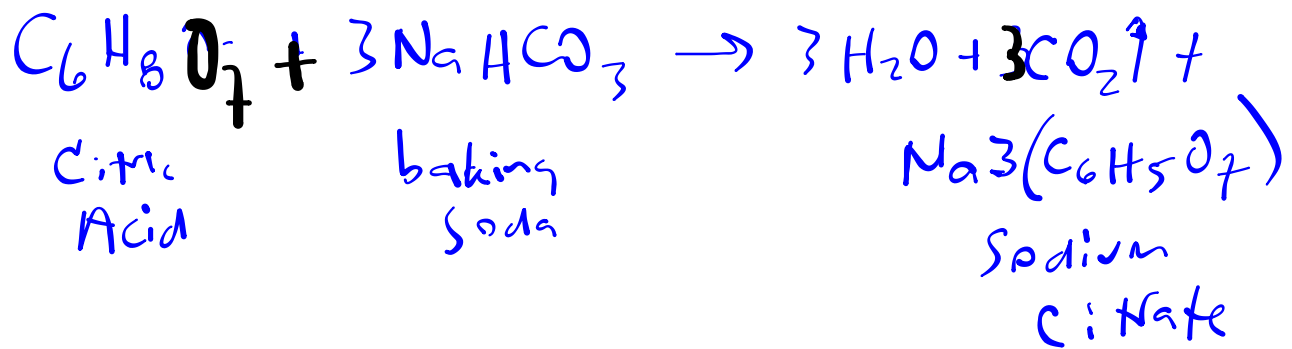 C₆H₈O₇ + 3NaHCO₃ → 3H₂O + 3CO₂↑ +
Na3(C₆H₅O₇)
Citric
Acid
baking
soda
Sodium
Citrate